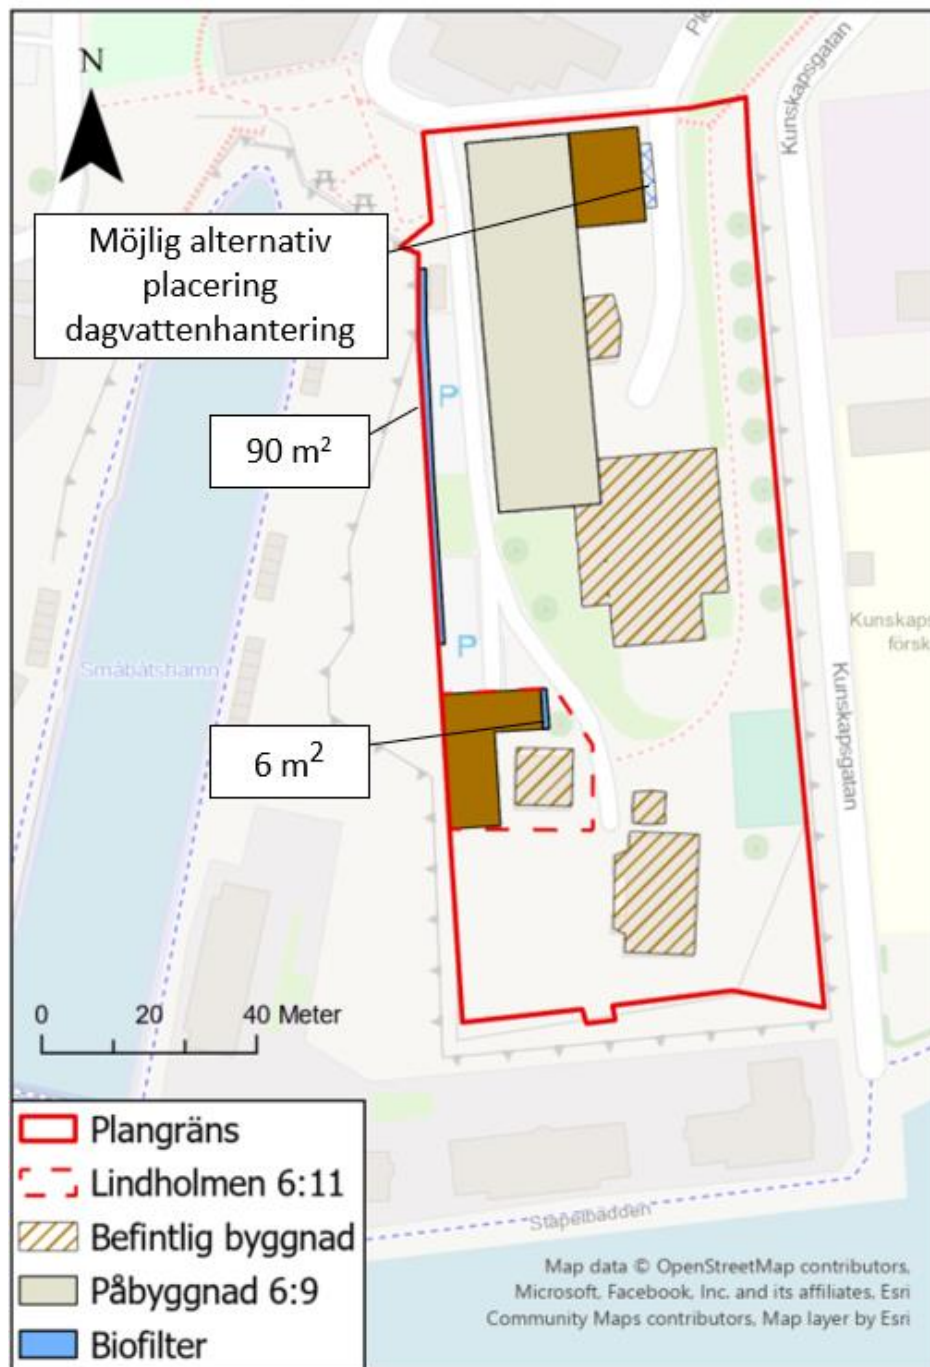 N
Ple
Kunskapsgatan
Möjlig alternativ
placering
dagvattenhantering
P
90 m²
Kunskaps
försk
P
Småbåtshamn
6 m²
Kunskapsgatan
0 20 40 Meter
Plangräns
Lindholmen 6:11
Befintlig byggnad
Påbyggnad 6:9
Biofilter
Stapelbädden
Map data © OpenStreetMap contributors,
Microsoft, Facebook, Inc. and its affiliates, Esri
Community Maps contributors, Map layer by Esri